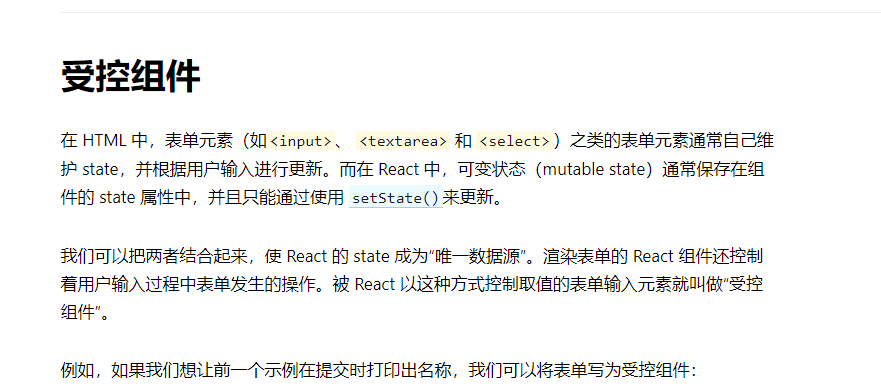 受控组件
在 HTML 中，表单元素（如<input>、 <textarea> 和 <select>）之类的表单元素通常自己维
护 state，并根据用户输入进行更新。而在 React 中，可变状态（mutable state）通常保存在组
件的 state 属性中，并且只能通过使用 setState()来更新。
我们可以把两者结合起来，使 React 的 state 成为“唯一数据源”。渲染表单的 React 组件还控制
着用户输入过程中表单发生的操作。被 React 以这种方式控制取值的表单输入元素就叫做“受控
组件”。
例如，如果我们想让前一个示例在提交时打印出名称，我们可以将表单写为受控组件：